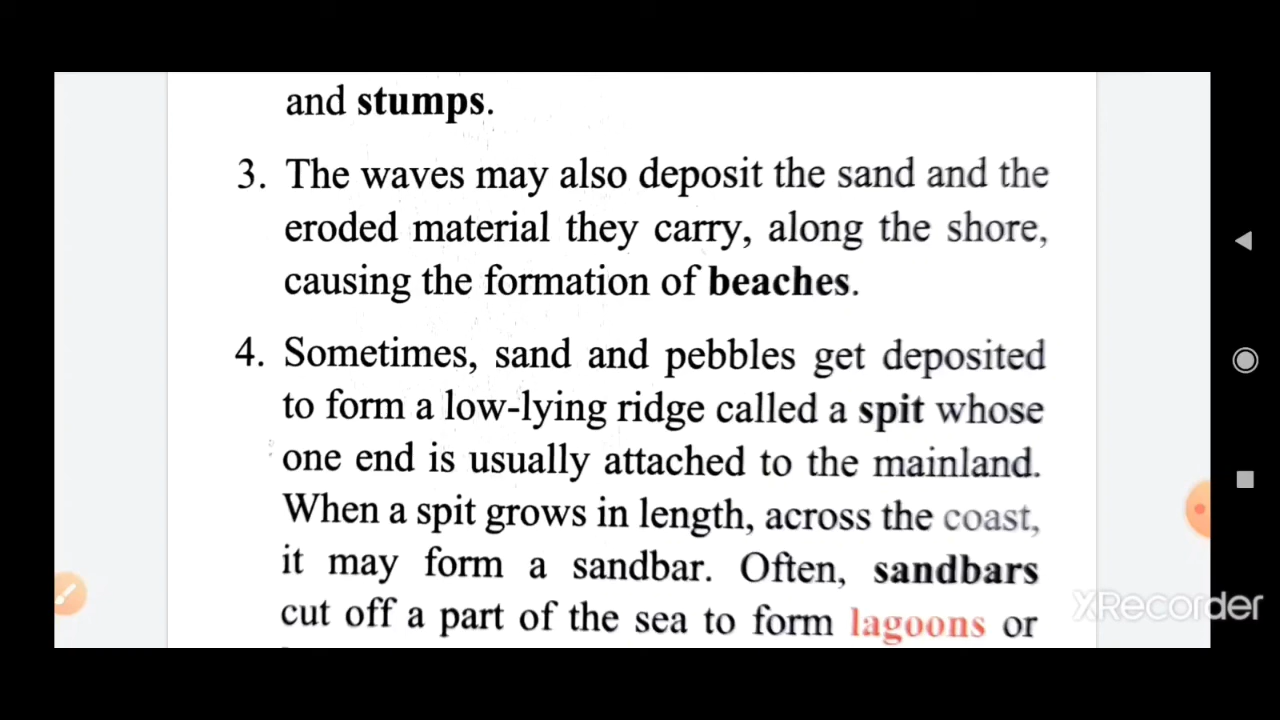 and stumps.
3. The waves may also deposit the sand and the
eroded material they carry, along the shore,
causing the formation of beaches.
4. Sometimes, sand and pebbles get deposited
to form a low-lying ridge called a spit whose
one end is usually attached to the mainland.
When a spit grows in length, across the coast,
it may form a sandbar. Often, sandbars
cut off a part of the sea to form lagoons or
XRecorder